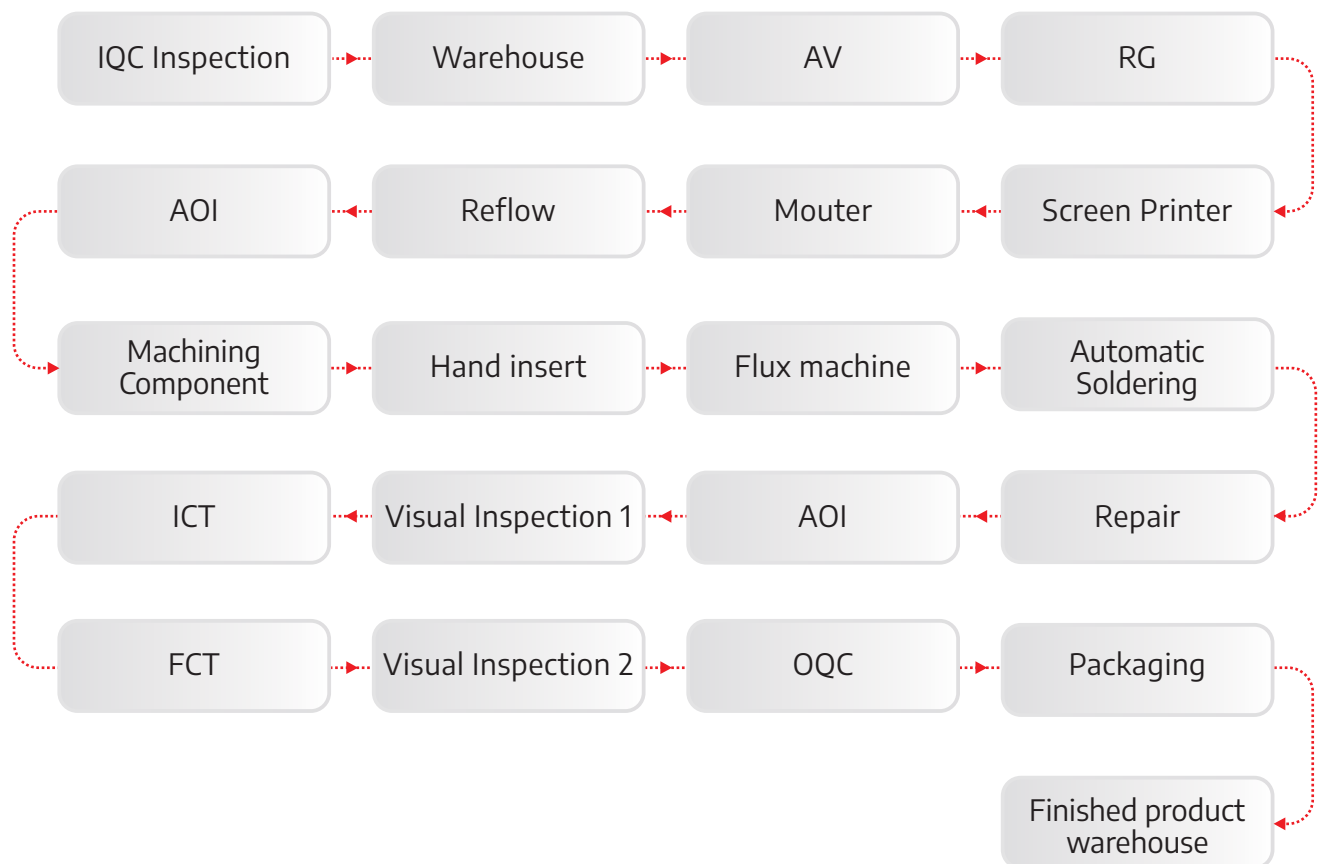 IQC Inspection
Warehouse
AV
RG
Screen Printer
Mouter
Reflow
AOI
Machining
Component
Hand insert
Flux machine
Automatic
Soldering
Repair
AOI
Visual Inspection 1
ICT
FCT
Visual Inspection 2
OQC
Packaging
Finished product
warehouse